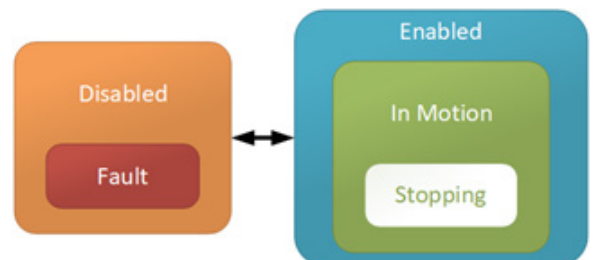 Disabled
Fault
Enabled
In Motion
Stopping